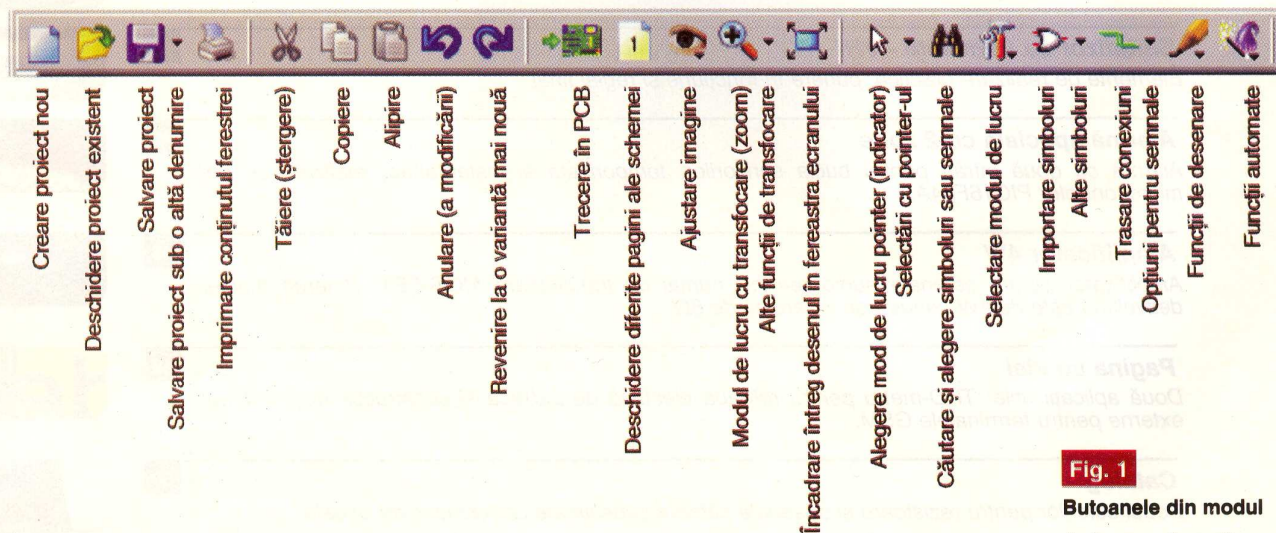 1
Creare proiect nou
Deschidere proiect existent
Salvare proiect
Salvare proiect sub o altă denumire
Imprimare conținutul ferestrei
Tăiere (ștergere)
Copiere
Alipire
Anulare (a modificării)
Revenire la o variantă mai nouă
Trecere în PCB
Deschidere diferite pagini ale schemei
Ajustare imagine
Modul de lucru cu transfocare (zoom)
Alte funcții de transfocare
Încadrare întreg desenul în fereastra ecranului
Alegere mod de lucru pointer (indicator)
Selectări cu pointer-ul
Căutare și alegere simboluri sau semnale
Selectare modul de lucru
Importare simboluri
Alte simboluri
Trasare conexiuni
Opțiuni pentru semnale
Funcții de desenare
Funcții automate
Fig. 1
Butoanele din modul